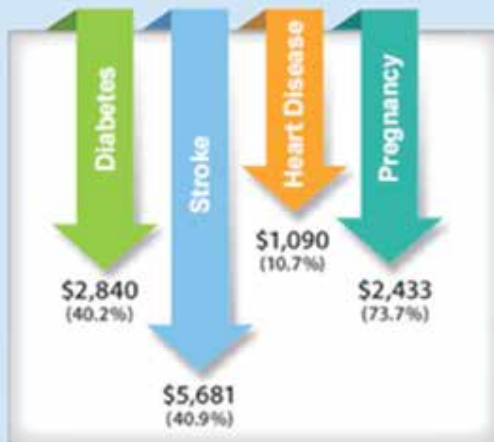 Diabetes
$2,840
(40.2%)
Stroke
$5,681
(40.9%)
Heart Disease
$1,090
(10.7%)
Pregnancy
$2,433
(73.7%)